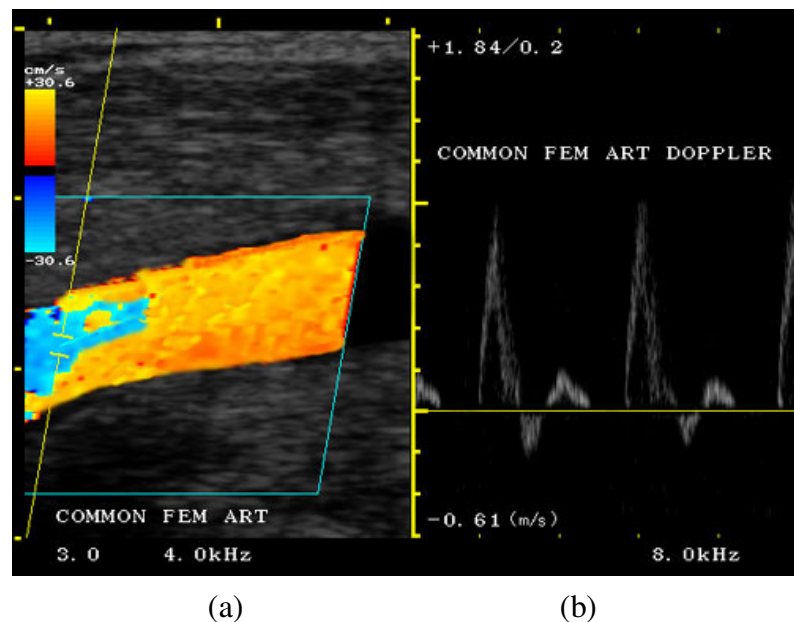 cm/s
+30.6
-30.6
COMMON FEM ART
3.0 4.0kHz
+1.84/0.2
COMMON FEM ART DOPPLER
-0.61(m/s)
8.0kHz
(a) (b)